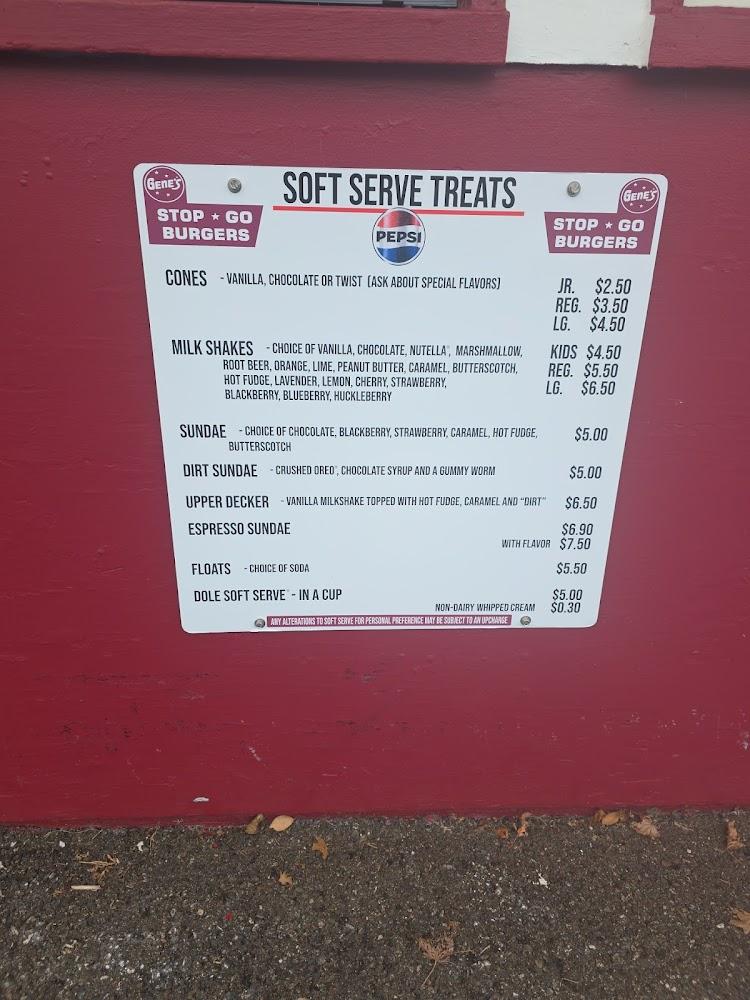 SOFT SERVE TREATS
GENE'S
STOP ★ GO
BURGERS
PEPSI
GENE'S
STOP ★ GO
BURGERS
CONES - VANILLA, CHOCOLATE OR TWIST (ASK ABOUT SPECIAL FLAVORS) JR. $2.50
REG. $3.50
LG. $4.50
MILK SHAKES - CHOICE OF VANILLA, CHOCOLATE, NUTELLA®, MARSHMALLOW, KIDS $4.50
ROOT BEER, ORANGE, LIME, PEANUT BUTTER, CARAMEL, BUTTERSCOTCH, REG. $5.50
HOT FUDGE, LAVENDER, LEMON, CHERRY, STRAWBERRY, LG. $6.50
BLACKBERRY, BLUEBERRY, HUCKLEBERRY
SUNDAE - CHOICE OF CHOCOLATE, BLACKBERRY, STRAWBERRY, CARAMEL, HOT FUDGE, $5.00
BUTTERSCOTCH
DIRT SUNDAE - CRUSHED OREO®, CHOCOLATE SYRUP AND A GUMMY WORM $5.00
UPPER DECKER - VANILLA MILKSHAKE TOPPED WITH HOT FUDGE, CARAMEL AND "DIRT" $6.50
ESPRESSO SUNDAE $6.90
WITH FLAVOR $7.50
FLOATS - CHOICE OF SODA $5.50
DOLE SOFT SERVE® - IN A CUP $5.00
NON-DAIRY WHIPPED CREAM $0.30
ANY ALTERATIONS TO SOFT SERVE FOR PERSONAL PREFERENCE MAY BE SUBJECT TO AN UPCHARGE